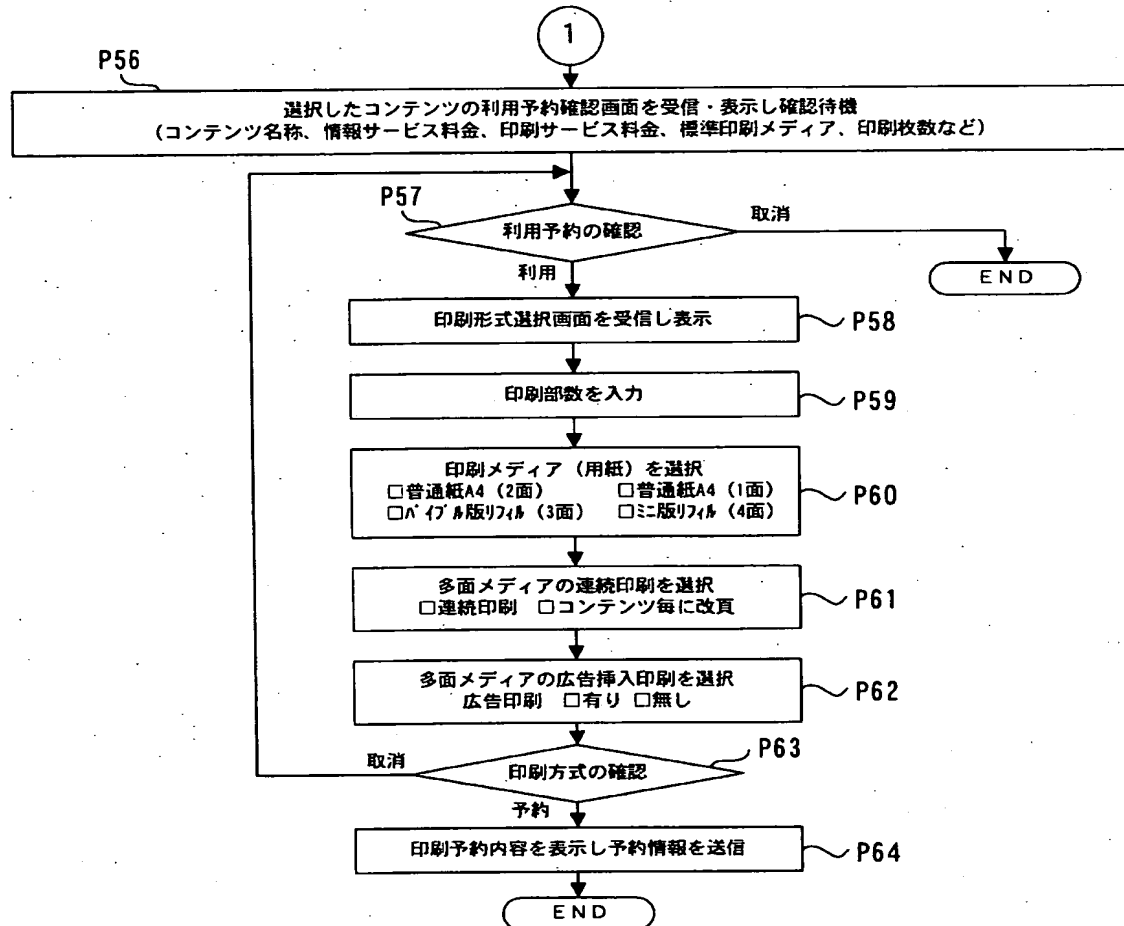 1
P56
選択したコンテンツの利用予約確認画面を受信・表示し確認待機
(コンテンツ名称、情報サービス料金、印刷サービス料金、標準印刷メディア、印刷枚数など)
P57
利用予約の確認
取消
利用
END
印刷形式選択画面を受信し表示
P58
印刷部数を入力
P59
印刷メディア (用紙) を選択
□普通紙A4 (2面) □普通紙A4 (1面)
□バイブル版リフィル (3面) □ミニ版リフィル (4面)
P60
多面メディアの連続印刷を選択
□連続印刷 □コンテンツ毎に改頁
P61
多面メディアの広告挿入印刷を選択
広告印刷 □有り □無し
P62
P63
取消
印刷方式の確認
予約
印刷予約内容を表示し予約情報を送信
P64
END